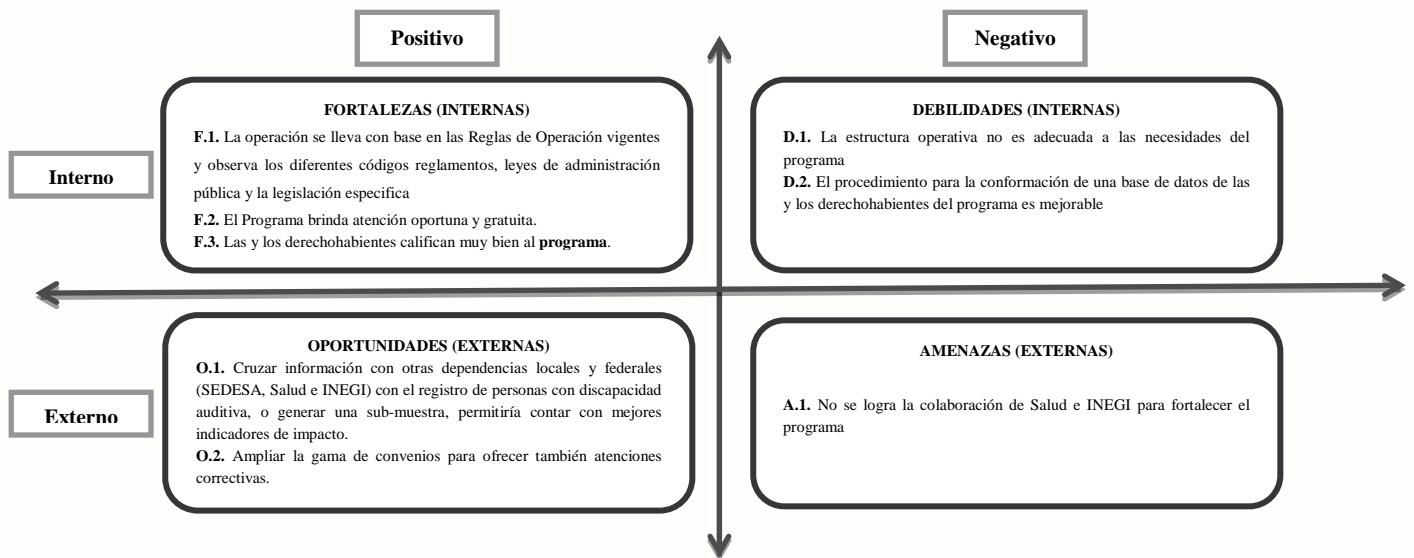 Positivo
Negativo
Interno
FORTALEZAS (INTERNAS)
F.1. La operación se lleva con base en las Reglas de Operación vigentes
y observa los diferentes códigos reglamentos, leyes de administración
pública y la legislación especifica
F.2. El Programa brinda atención oportuna y gratuita.
F.3. Las y los derechohabientes califican muy bien al programa.
DEBILIDADES (INTERNAS)
D.1. La estructura operativa no es adecuada a las necesidades del
programa
D.2. El procedimiento para la conformación de una base de datos de las
y los derechohabientes del programa es mejorable
Externo
OPORTUNIDADES (EXTERNAS)
O.1. Cruzar información con otras dependencias locales y federales
(SEDESA, Salud e INEGI) con el registro de personas con discapacidad
auditiva, o generar una sub-muestra, permitiría contar con mejores
indicadores de impacto.
O.2. Ampliar la gama de convenios para ofrecer también atenciones
correctivas.
AMENAZAS (EXTERNAS)
A.1. No se logra la colaboración de Salud e INEGI para fortalecer el
programa